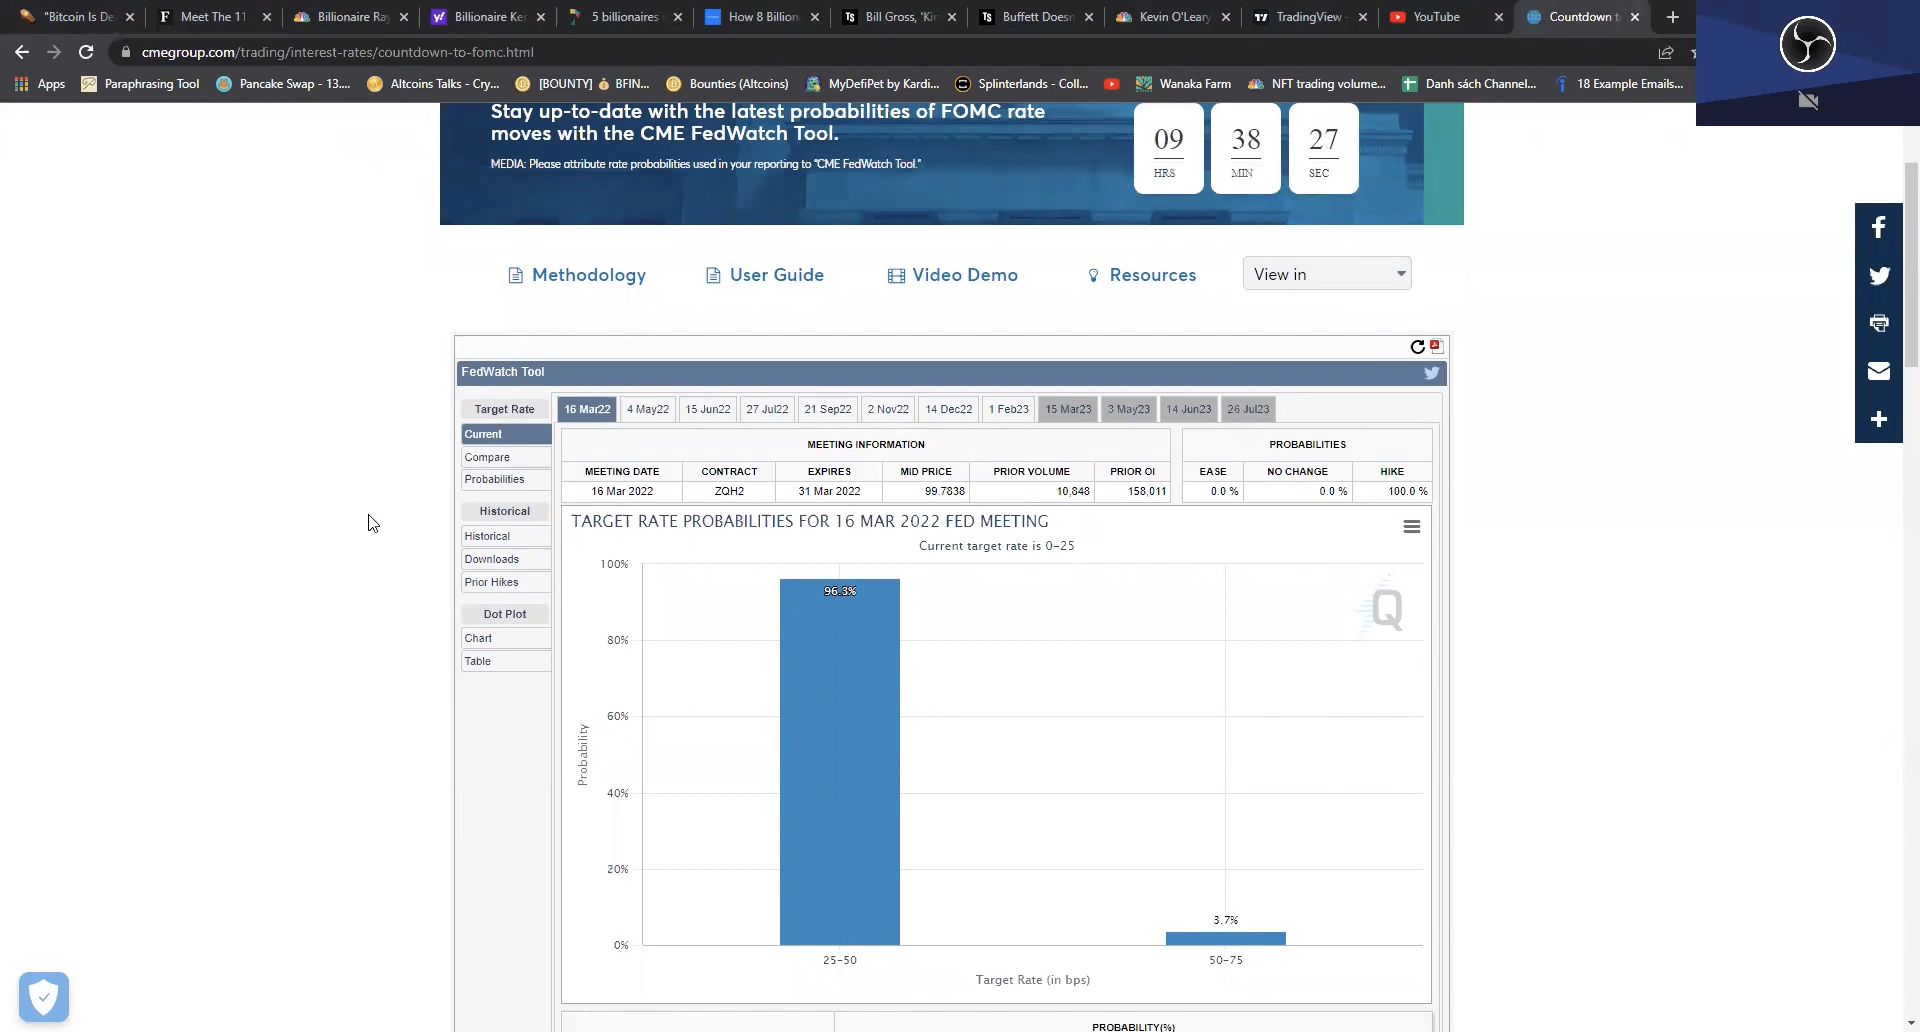 "Bitcoin Is De
Meet The 11
Billionaire Ra
Billionaire Ke
5 billionaires
How 8 Billion
Bill Gross, 'Ki
Buffett Doesn
Kevin O'Leary
TradingView
YouTube
Countdown t
cmegroup.com/trading/interest-rates/countdown-to-fomc.html
Apps
Paraphrasing Tool
Pancake Swap - 13....
Altcoins Talks - Cry...
[BOUNTY] 💰 BFIN...
Bounties (Altcoins)
MyDefiPet by Kardi...
Splinterlands - Coll...
Wanaka Farm
NFT trading volume...
Danh sách Channel...
18 Example Emails...
Stay up-to-date with the latest probabilities of FOMC rate
moves with the CME FedWatch Tool.
MEDIA: Please attribute rate probabilities used in your reporting to "CME FedWatch Tool."
09 38 27
HRS MIN SEC
Methodology User Guide Video Demo Resources View in
FedWatch Tool
Target Rate
Current
Compare
Probabilities
Historical
Historical
Downloads
Prior Hikes
Dot Plot
Chart
Table
16 Mar22 4 May22 15 Jun22 27 Jul22 21 Sep22 2 Nov22 14 Dec22 1 Feb23 15 Mar23 3 May23 14 Jun23 26 Jul23
MEETING INFORMATION
MEETING DATE CONTRACT EXPIRES MID PRICE PRIOR VOLUME PRIOR OI
16 Mar 2022 ZQH2 31 Mar 2022 99.7838 10,848 158,011
PROBABILITIES
EASE NO CHANGE HIKE
0.0 % 0.0 % 100.0 %
TARGET RATE PROBABILITIES FOR 16 MAR 2022 FED MEETING
Current target rate is 0-25
Probability
100%
80%
60%
40%
20%
0%
96.3%
3.7%
Q
25-50 50-75
Target Rate (in bps)
PROBABILITY(%)